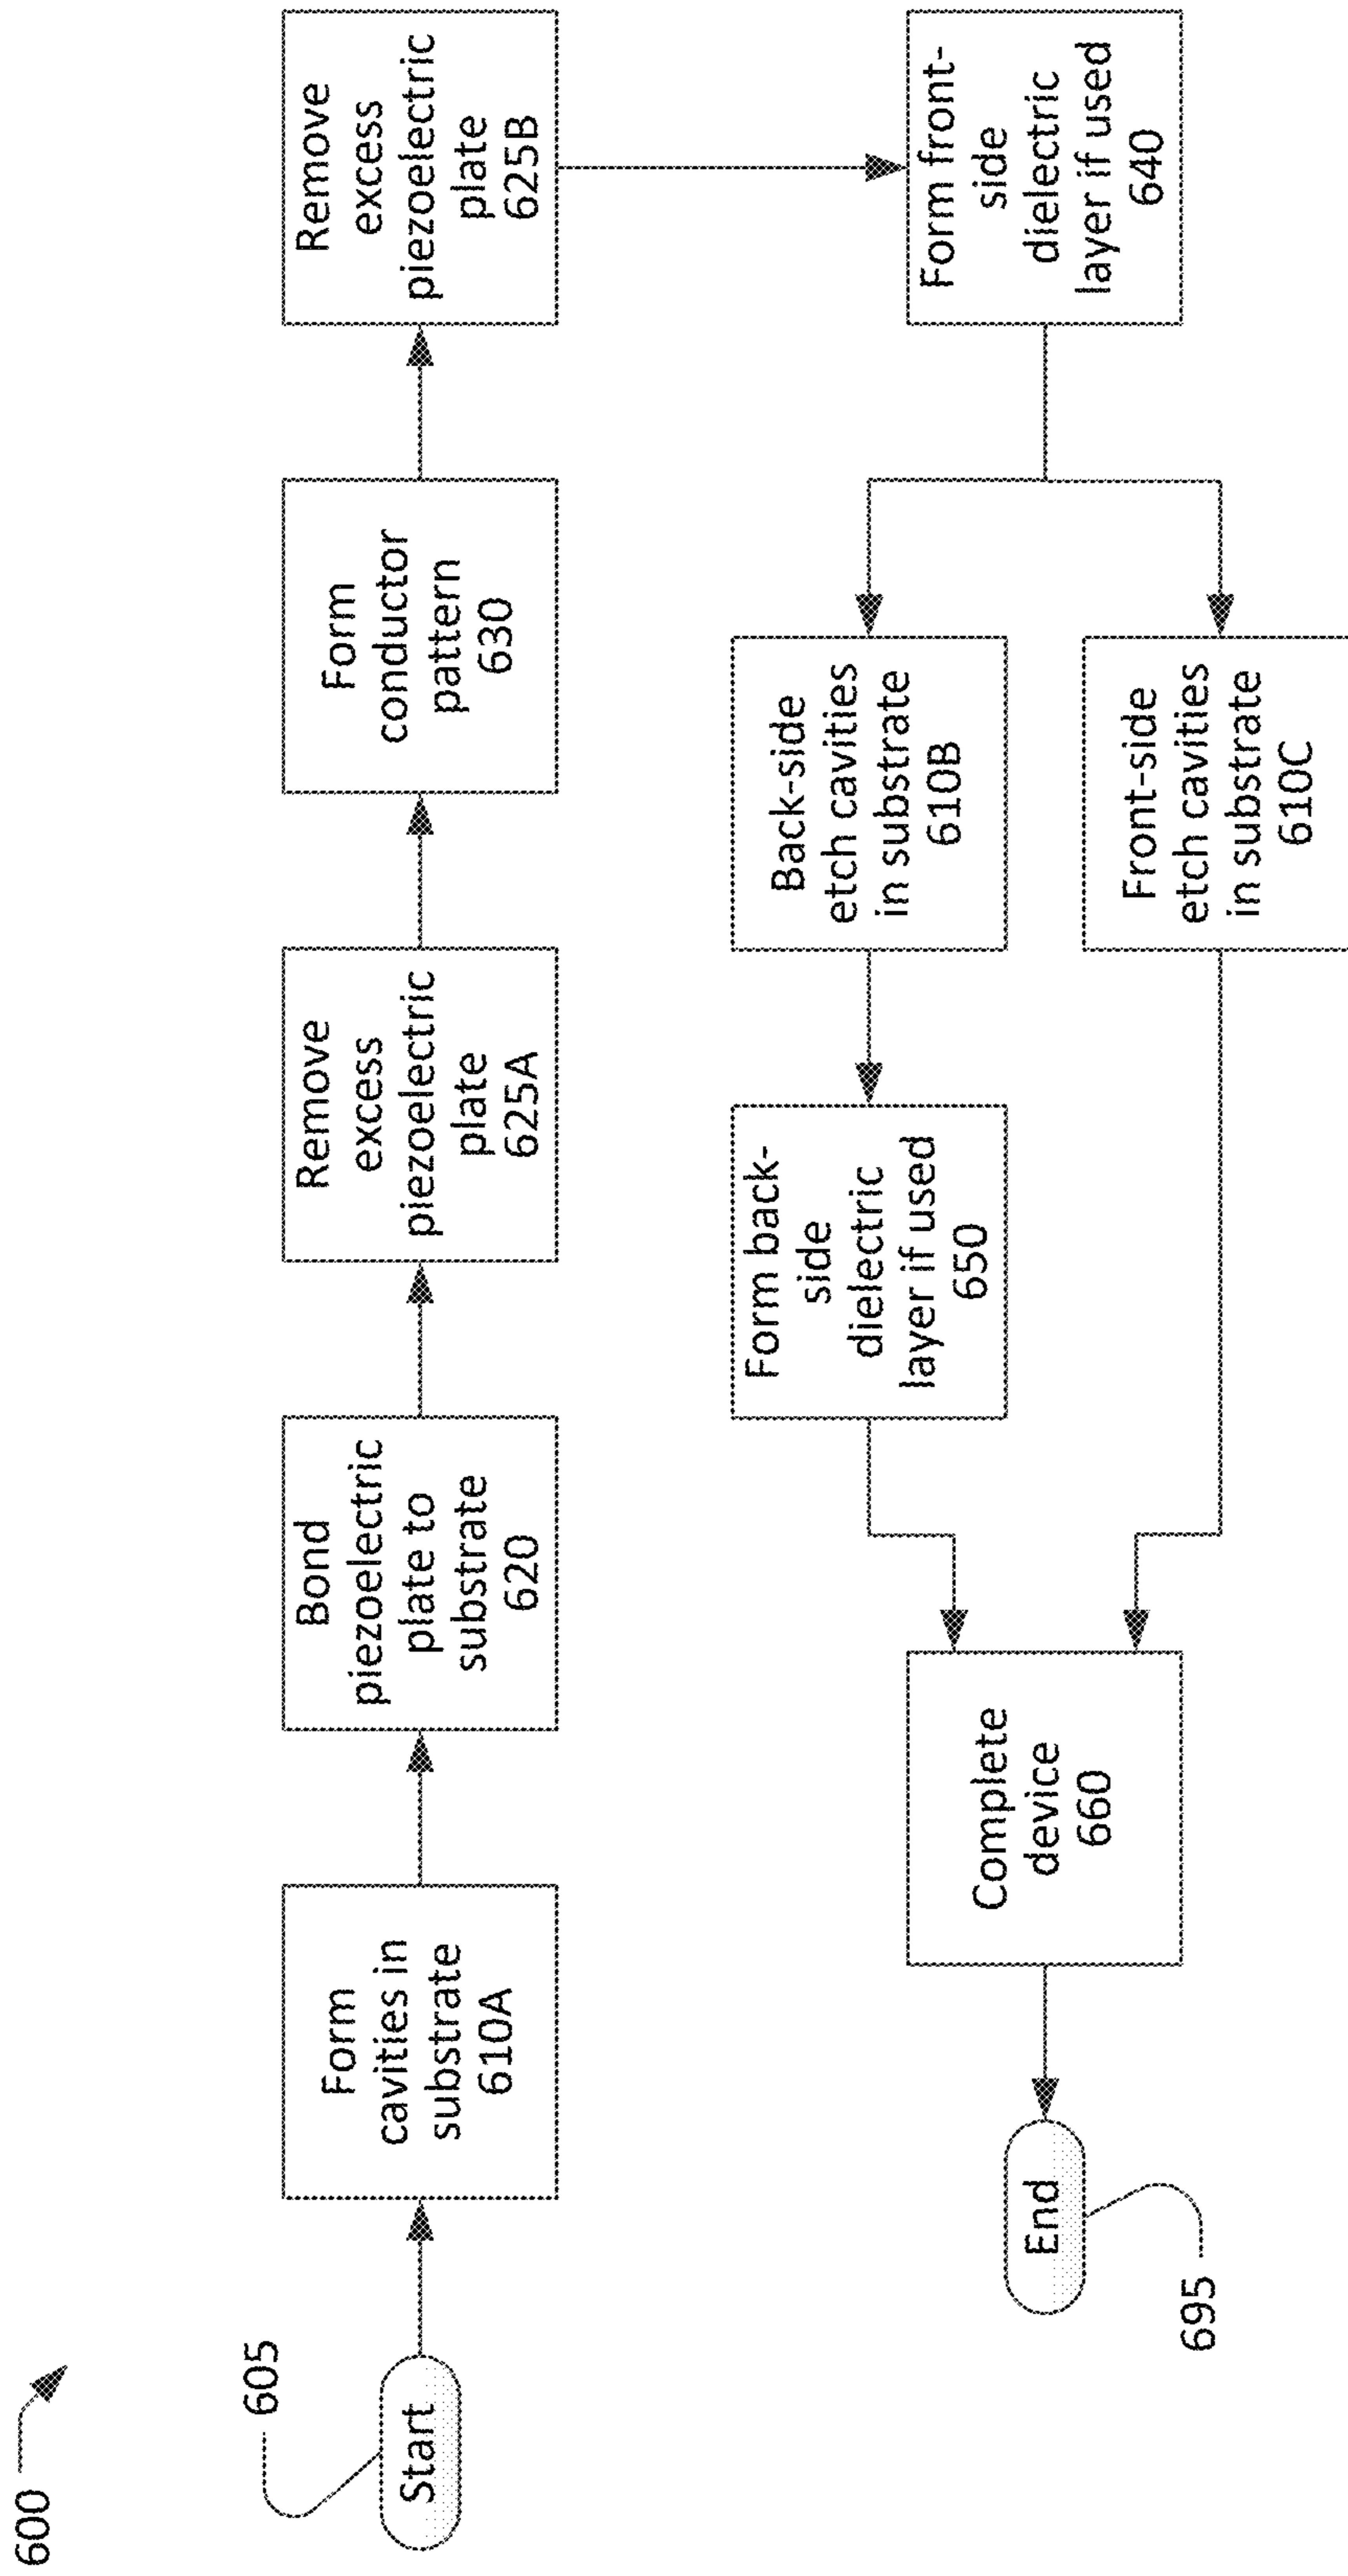 600
605
Start
Form
cavities in
substrate
610A
Bond
piezoelectric
plate to
substrate
620
Remove
excess
piezoelectric
plate
625A
Form
conductor
pattern
630
Remove
excess
piezoelectric
plate
625B
Form front-
side
dielectric
layer if used
640
Back-side
etch cavities
in substrate
610B
Front-side
etch cavities
in substrate
610C
Form back-
side
dielectric
layer if used
650
Complete
device
660
End
695